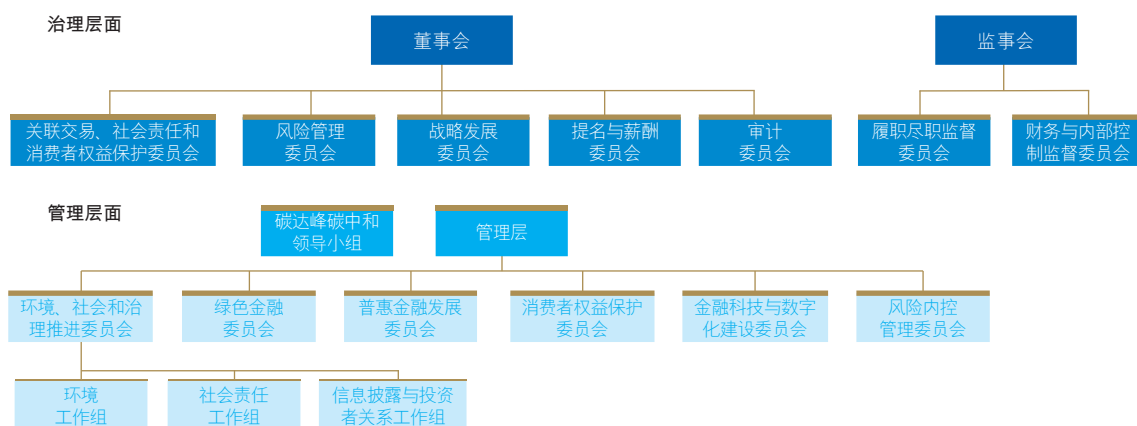 治理层面
董事会
监事会
关联交易、社会责任和
消费者权益保护委员会
风险管理
委员会
战略发展
委员会
提名与薪酬
委员会
审计
委员会
履职尽职监督
委员会
财务与内部控
制监督委员会
管理层面
碳达峰碳中和
领导小组
管理层
环境、社会和治
理推进委员会
绿色金融
委员会
普惠金融发展
委员会
消费者权益保护
委员会
金融科技与数字
化建设委员会
风险内控
管理委员会
环境
工作组
社会责任
工作组
信息披露与投资
者关系工作组